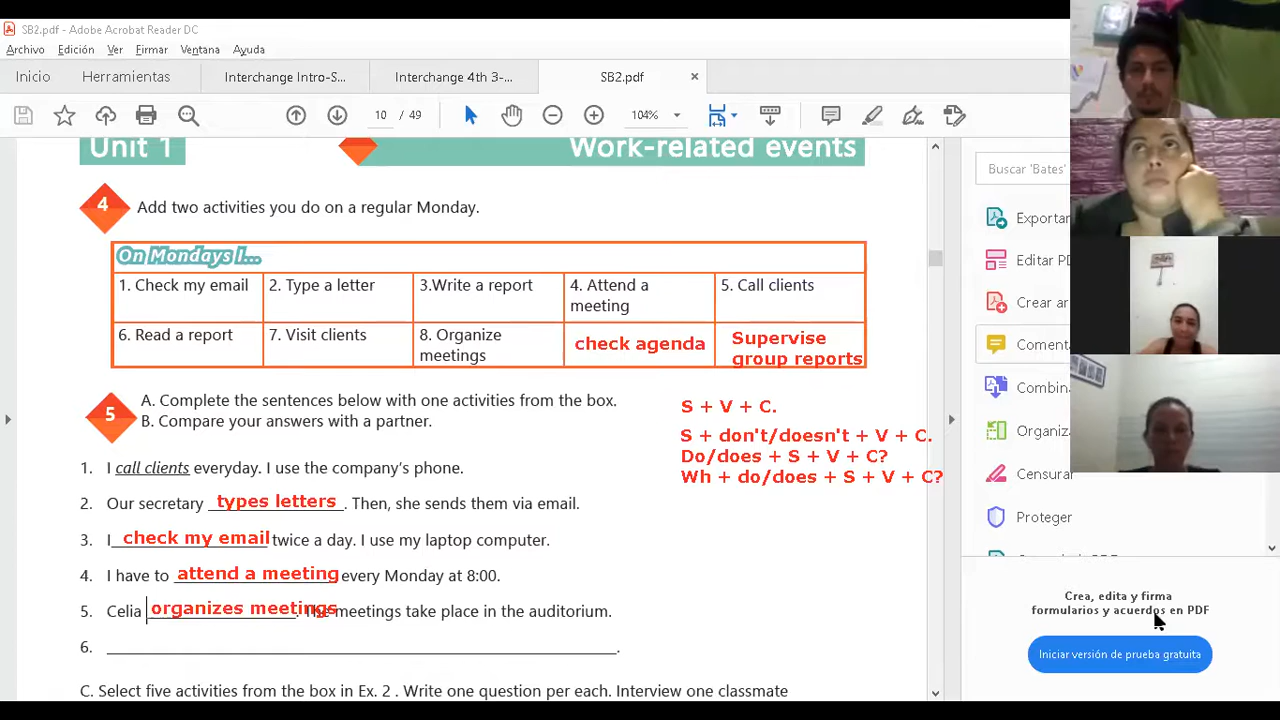 SB2.pdf - Adobe Acrobat Reader DC
Archivo Edición Ver Firmar Ventana Ayuda
Inicio Herramientas Interchange Intro-S... Interchange 4th 3-... SB2.pdf
10 / 49 104%
Unit 1 Work-related events
4 Add two activities you do on a regular Monday.
On Mondays I...
1. Check my email 2. Type a letter 3.Write a report 4. Attend a meeting 5. Call clients
6. Read a report 7. Visit clients 8. Organize meetings check agenda Supervise group reports
5 A. Complete the sentences below with one activities from the box.
B. Compare your answers with a partner.
S + V + C.
S + don't/doesn't + V + C.
Do/does + S + V + C?
Wh + do/does + S + V + C?
1. I call clients everyday. I use the company's phone.
2. Our secretary types letters. Then, she sends them via email.
3. I check my email twice a day. I use my laptop computer.
4. I have to attend a meeting every Monday at 8:00.
5. Celia organizes meetings. The meetings take place in the auditorium.
6. .
C. Select five activities from the box in Ex. 2 . Write one question per each. Interview one classmate
Buscar 'Bates'
Exportar
Editar PD
Crear ar
Coment
Combina
Organiz
Censurar
Proteger
Crea, edita y firma
formularios y acuerdos en PDF
Iniciar versión de prueba gratuita